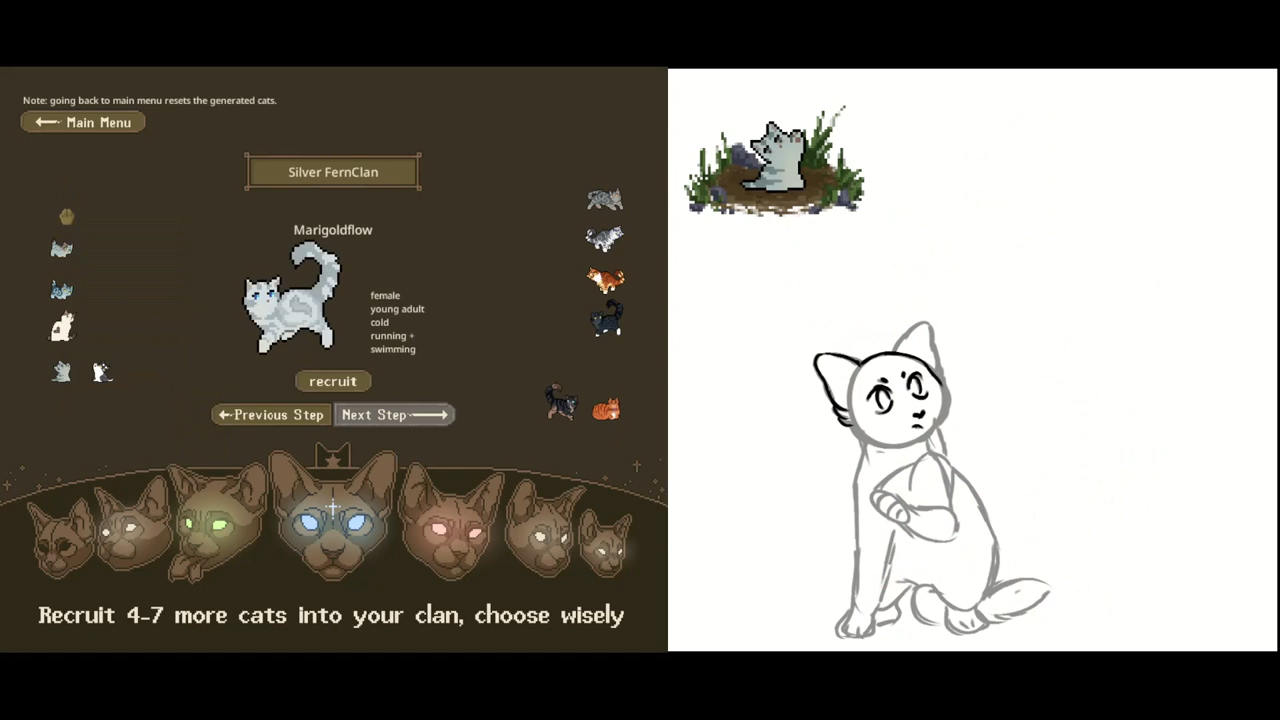 Note: going back to main menu resets the generated cats.
Main Menu
Silver FernClan
Marigoldflow
female
young adult
cold
running +
swimming
recruit
Previous Step
Next Step
Recruit 4-7 more cats into your clan, choose wisely